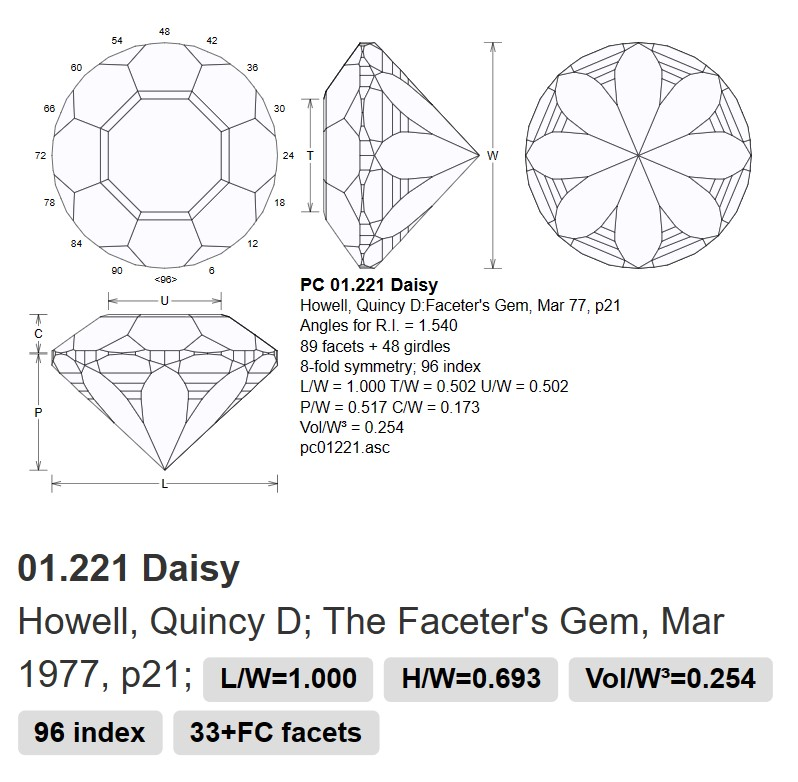 48
54
42
60
36
66
30
72
24
78
18
84
12
90
6
<96>
T
W
U
C
P
L
PC 01.221 Daisy
Howell, Quincy D:Faceter's Gem, Mar 77, p21
Angles for R.I. = 1.540
89 facets + 48 girdles
8-fold symmetry; 96 index
L/W = 1.000 T/W = 0.502 U/W = 0.502
P/W = 0.517 C/W = 0.173
Vol/W³ = 0.254
pc01221.asc
01.221 Daisy
Howell, Quincy D; The Faceter's Gem, Mar
1977, p21; L/W=1.000 H/W=0.693 Vol/W³=0.254
96 index 33+FC facets